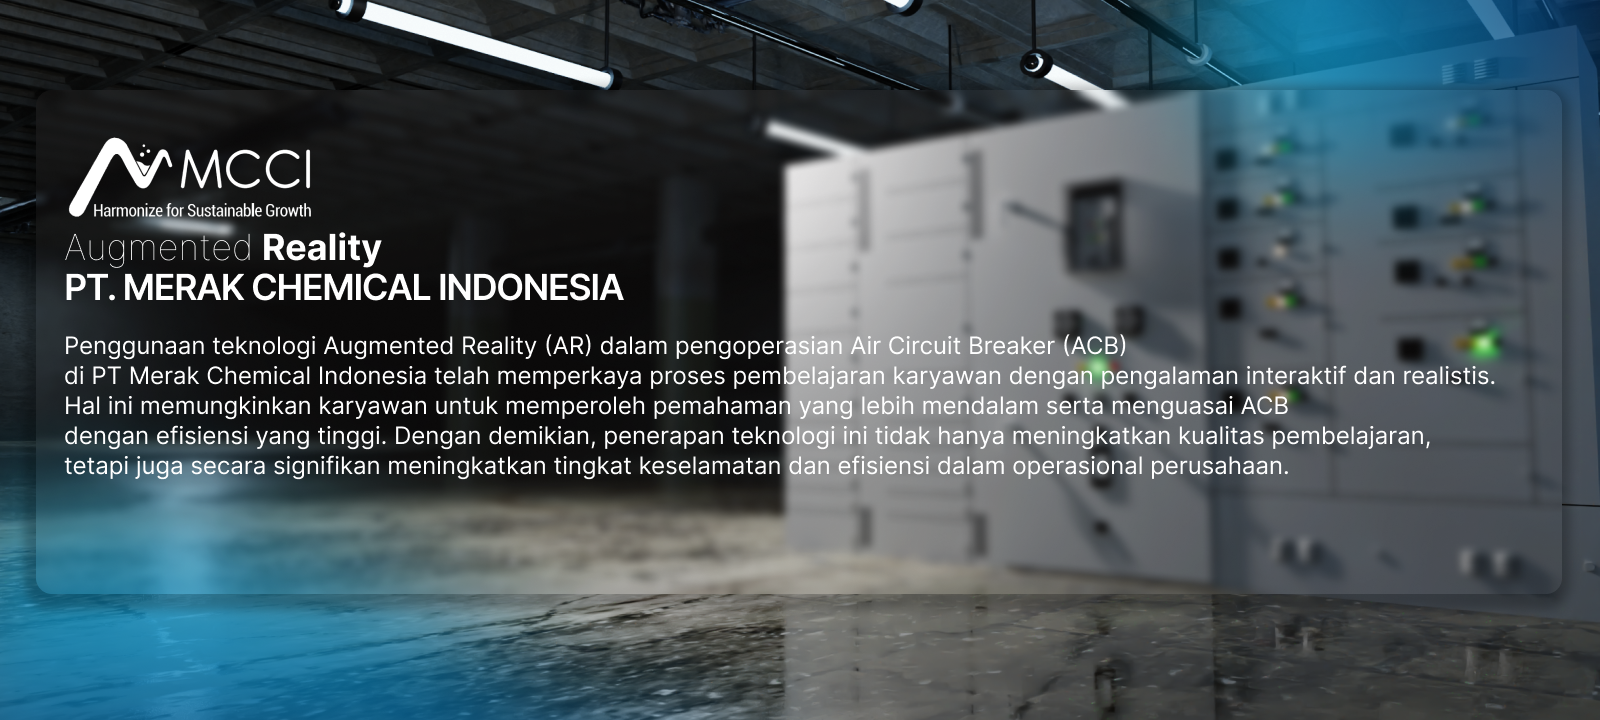 MCCI
Harmonize for Sustainable Growth
Augmented Reality
PT. MERAK CHEMICAL INDONESIA
Penggunaan teknologi Augmented Reality (AR) dalam pengoperasian Air Circuit Breaker (ACB)
di PT Merak Chemical Indonesia telah memperkaya proses pembelajaran karyawan dengan pengalaman interaktif dan realistis.
Hal ini memungkinkan karyawan untuk memperoleh pemahaman yang lebih mendalam serta menguasai ACB
dengan efisiensi yang tinggi. Dengan demikian, penerapan teknologi ini tidak hanya meningkatkan kualitas pembelajaran,
tetapi juga secara signifikan meningkatkan tingkat keselamatan dan efisiensi dalam operasional perusahaan.